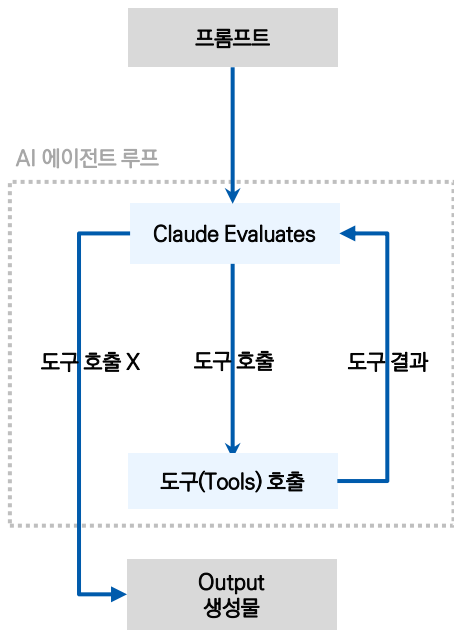 프롬프트
AI 에이전트 루프
Claude Evaluates
도구 호출 X
도구 호출
도구 결과
도구(Tools) 호출
Output
생성물